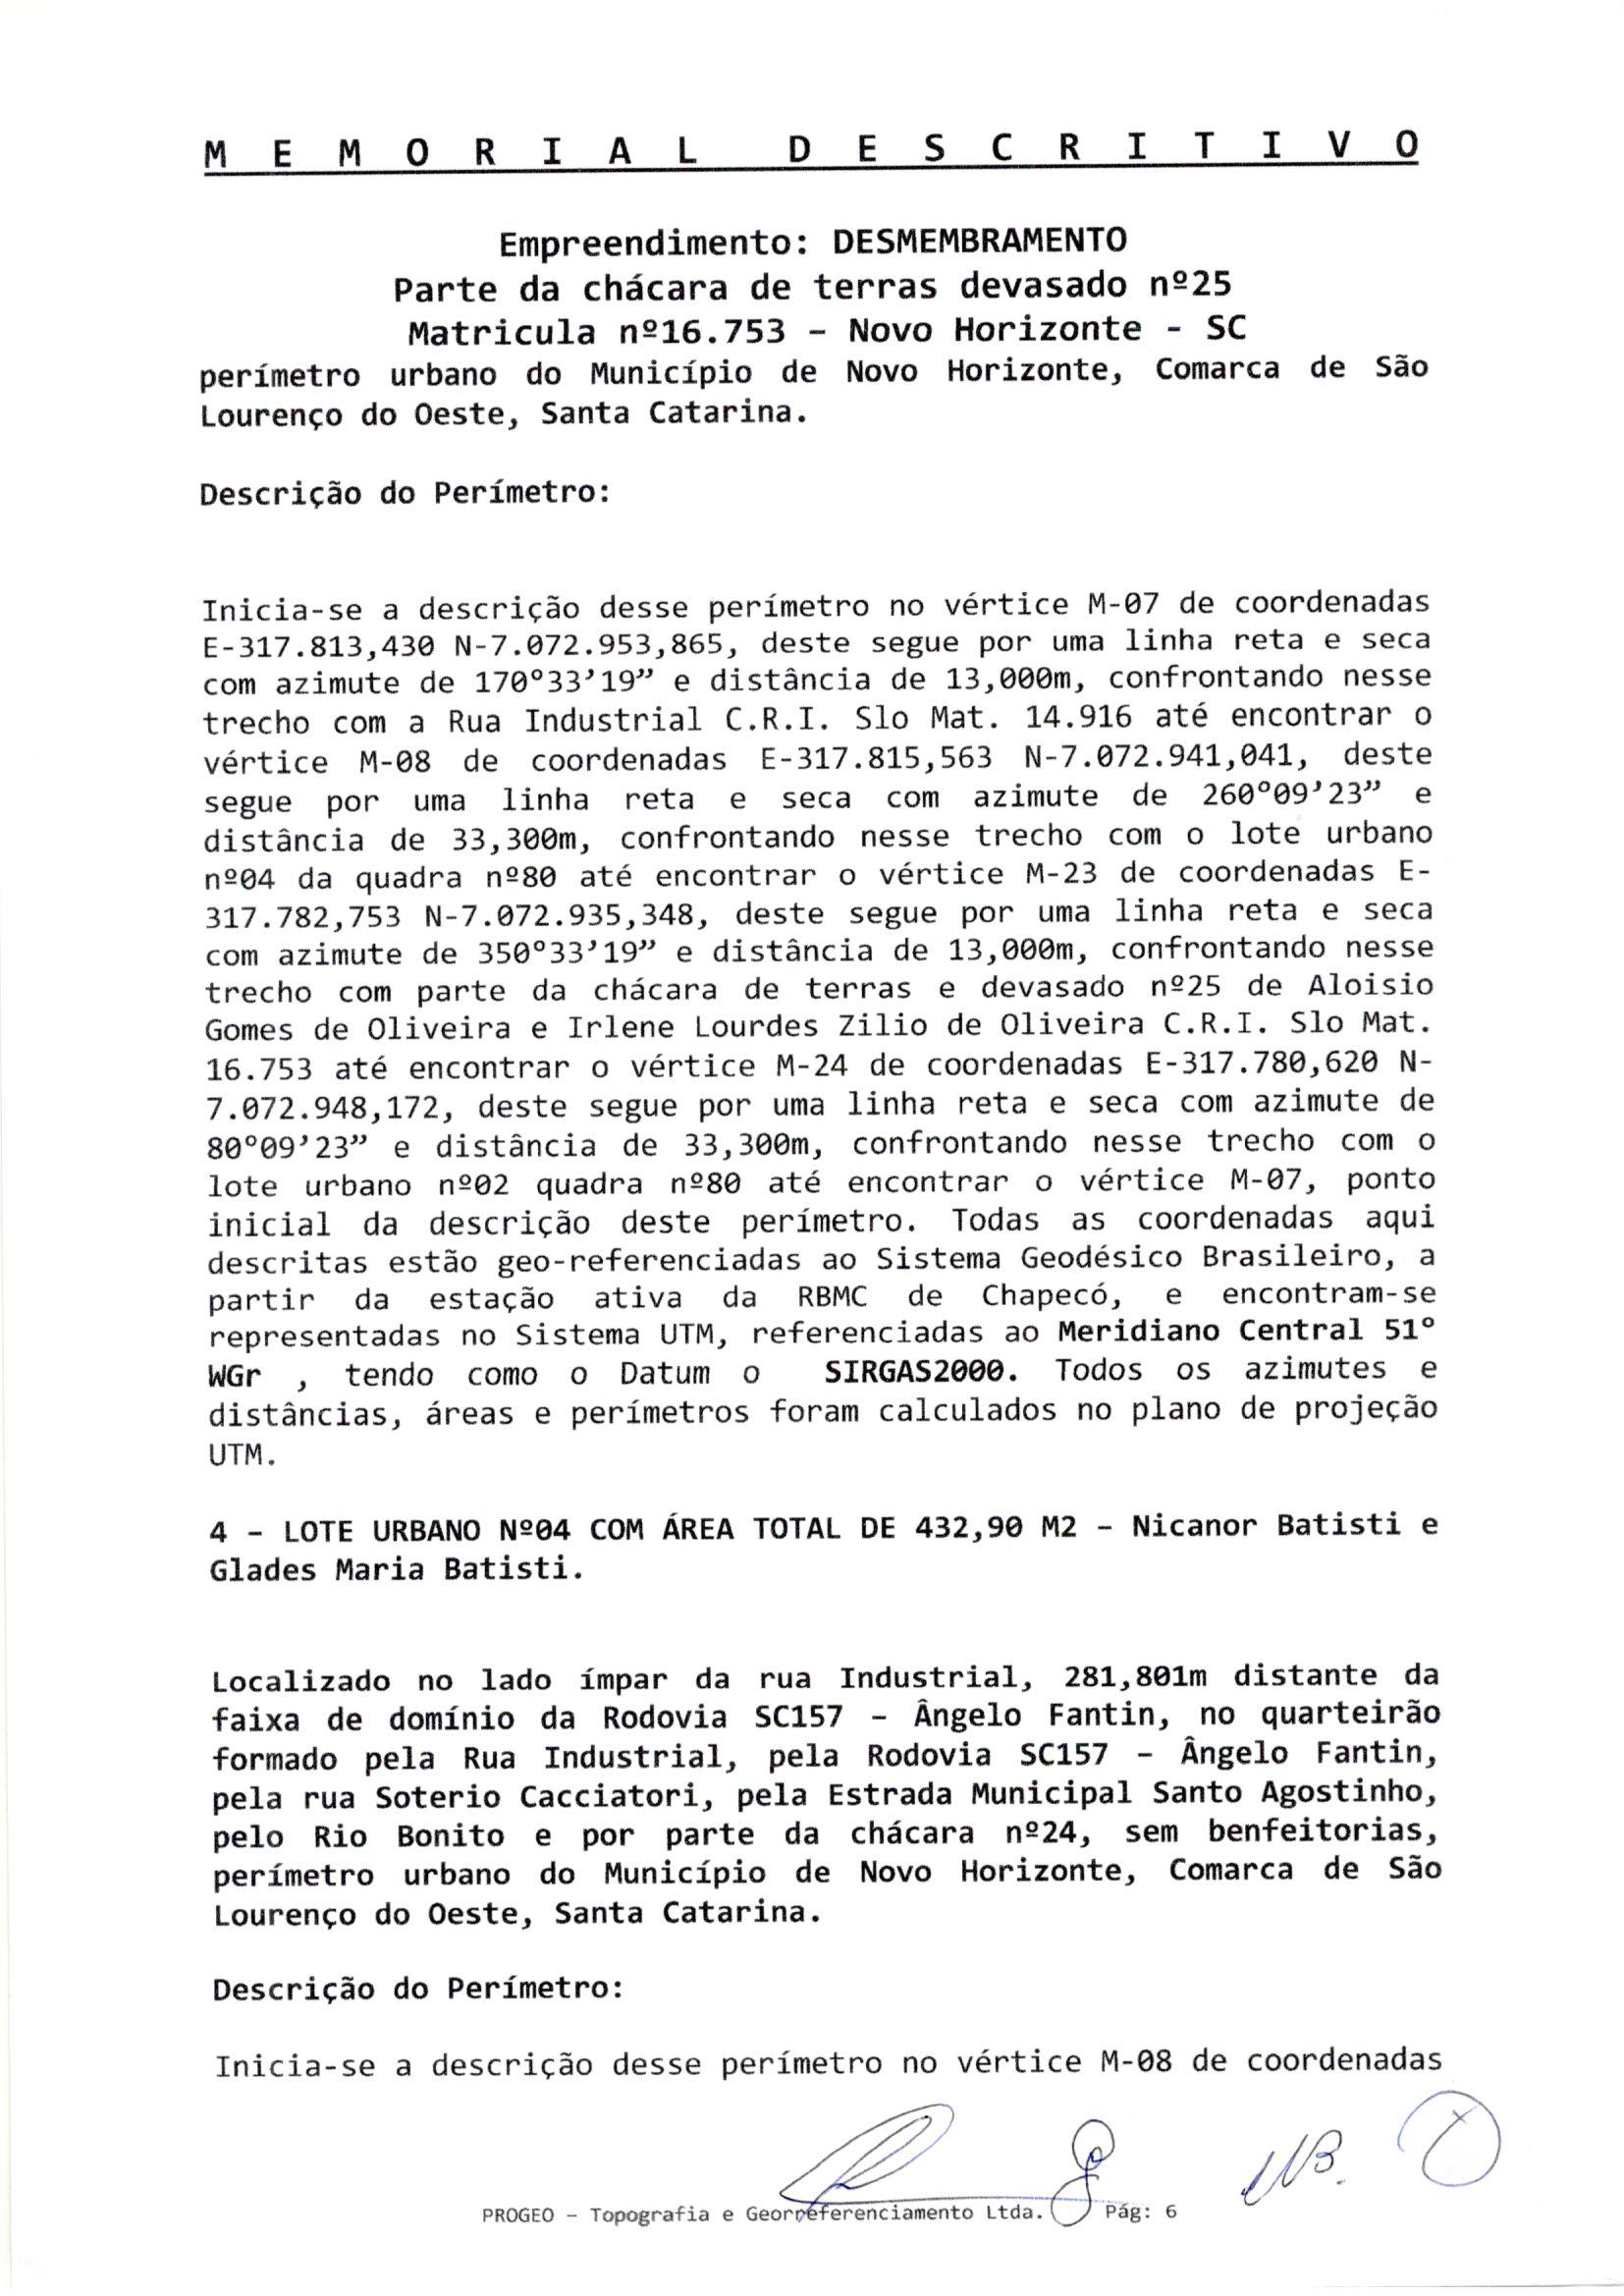 MEMORIAL DESCRITIVO
Empreendimento: DESMEMBRAMENTO
Parte da chácara de terras devasado nº25
Matricula nº16.753 – Novo Horizonte - SC
perímetro urbano do Município de Novo Horizonte, Comarca de São
Lourenço do Oeste, Santa Catarina.
Descrição do Perímetro:
Inicia-se a descrição desse perímetro no vértice M-07 de coordenadas
E-317.813,430 N-7.072.953,865, deste segue por uma linha reta e seca
com azimute de 170°33’19” e distância de 13,000m, confrontando nesse
trecho com a Rua Industrial C.R.I. Slo Mat. 14.916 até encontrar o
vértice M-08 de coordenadas E-317.815,563 N-7.072.941,041, deste
segue por uma linha reta e seca com azimute de 260°09’23” e
distância de 33,300m, confrontando nesse trecho com o lote urbano
nº04 da quadra nº80 até encontrar o vértice M-23 de coordenadas E-
317.782,753 N-7.072.935,348, deste segue por uma linha reta e seca
com azimute de 350°33’19” e distância de 13,000m, confrontando nesse
trecho com parte da chácara de terras e devasado nº25 de Aloisio
Gomes de Oliveira e Irlene Lourdes Zilio de Oliveira C.R.I. Slo Mat.
16.753 até encontrar o vértice M-24 de coordenadas E-317.780,620 N-
7.072.948,172, deste segue por uma linha reta e seca com azimute de
80°09’23” e distância de 33,300m, confrontando nesse trecho com o
lote urbano nº02 quadra nº80 até encontrar o vértice M-07, ponto
inicial da descrição deste perímetro. Todas as coordenadas aqui
descritas estão geo-referenciadas ao Sistema Geodésico Brasileiro, a
partir da estação ativa da RBMC de Chapecó, e encontram-se
representadas no Sistema UTM, referenciadas ao Meridiano Central 51°
WGr , tendo como o Datum o SIRGAS2000. Todos os azimutes e
distâncias, áreas e perímetros foram calculados no plano de projeção
UTM.
4 – LOTE URBANO Nº04 COM ÁREA TOTAL DE 432,90 M2 – Nicanor Batisti e
Glades Maria Batisti.
Localizado no lado ímpar da rua Industrial, 281,801m distante da
faixa de domínio da Rodovia SC157 – Ângelo Fantin, no quarteirão
formado pela Rua Industrial, pela Rodovia SC157 – Ângelo Fantin,
pela rua Soterio Cacciatori, pela Estrada Municipal Santo Agostinho,
pelo Rio Bonito e por parte da chácara nº24, sem benfeitorias,
perímetro urbano do Município de Novo Horizonte, Comarca de São
Lourenço do Oeste, Santa Catarina.
Descrição do Perímetro:
Inicia-se a descrição desse perímetro no vértice M-08 de coordenadas
PROGEO – Topografia e Georreferenciamento Ltda. Pág: 6